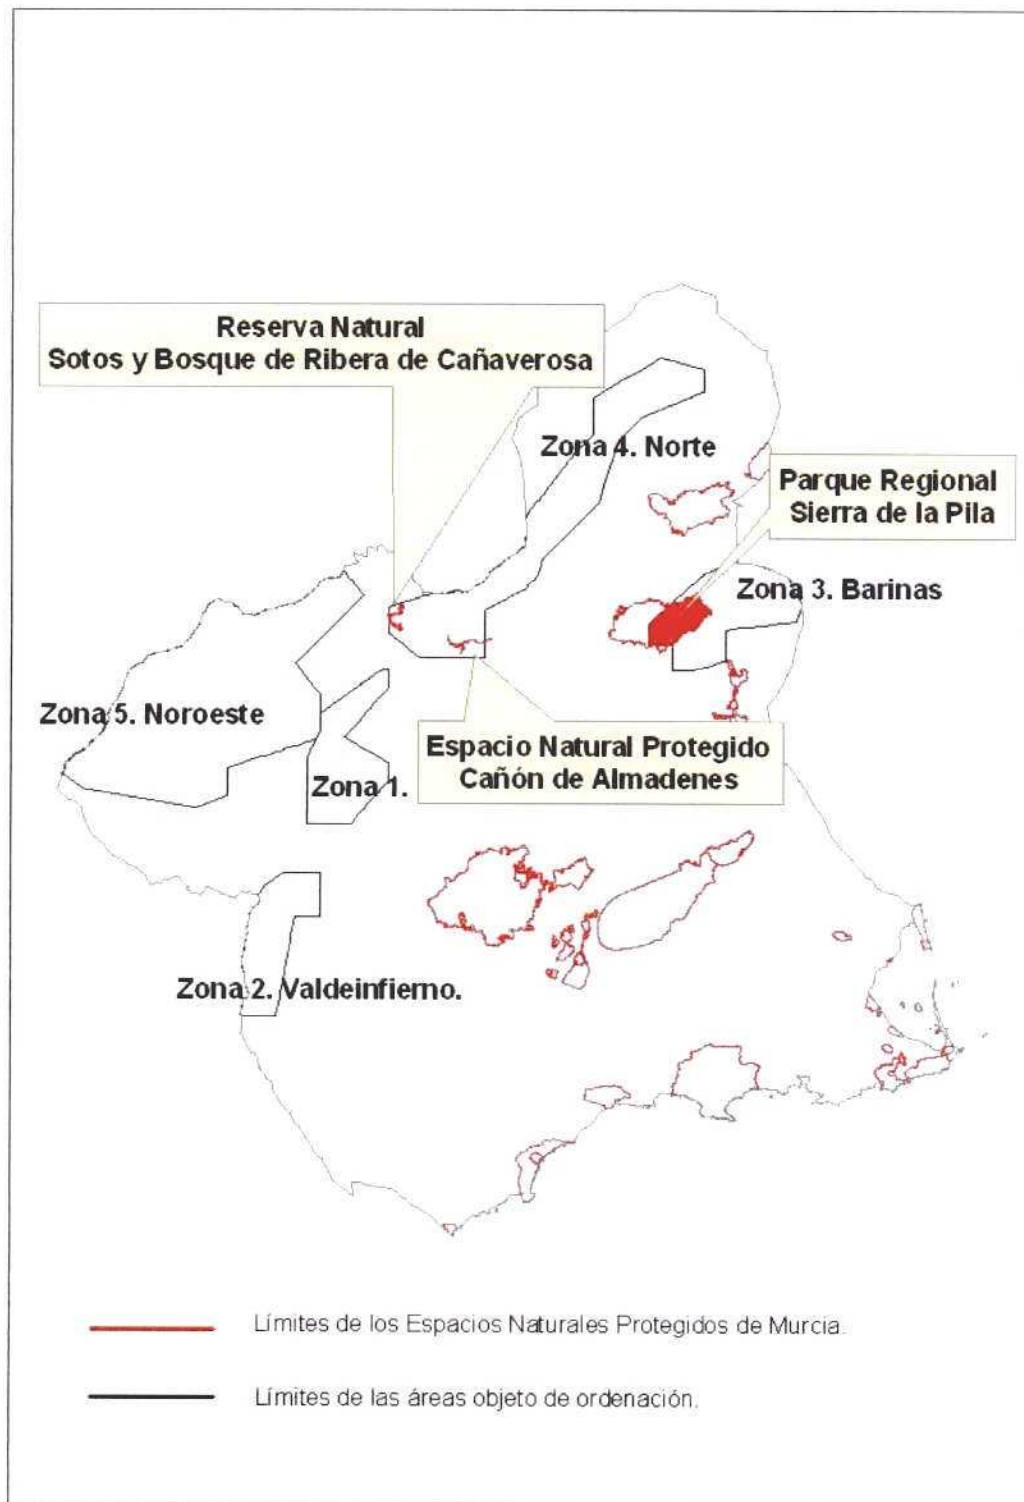 Reserva Natural
Sotos y Bosque de Ribera de Cañaverosa
Zona 4. Norte
Parque Regional
Sierra de la Pila
Zona 3. Barinas
Zona 5. Noroeste
Espacio Natural Protegido
Cañón de Almadenes
Zona 1.
Zona 2. Valdeinfierno.
Límites de los Espacios Naturales Protegidos de Murcia.
Límites de las áreas objeto de ordenación.